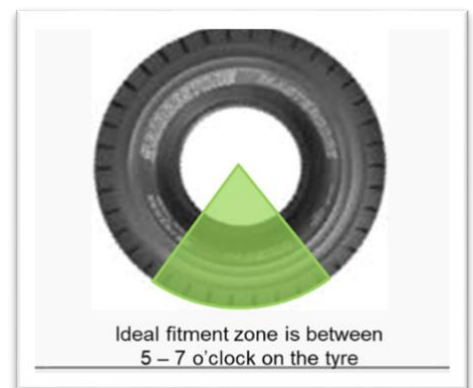 Ideal fitment zone is between
5 – 7 o'clock on the tyre